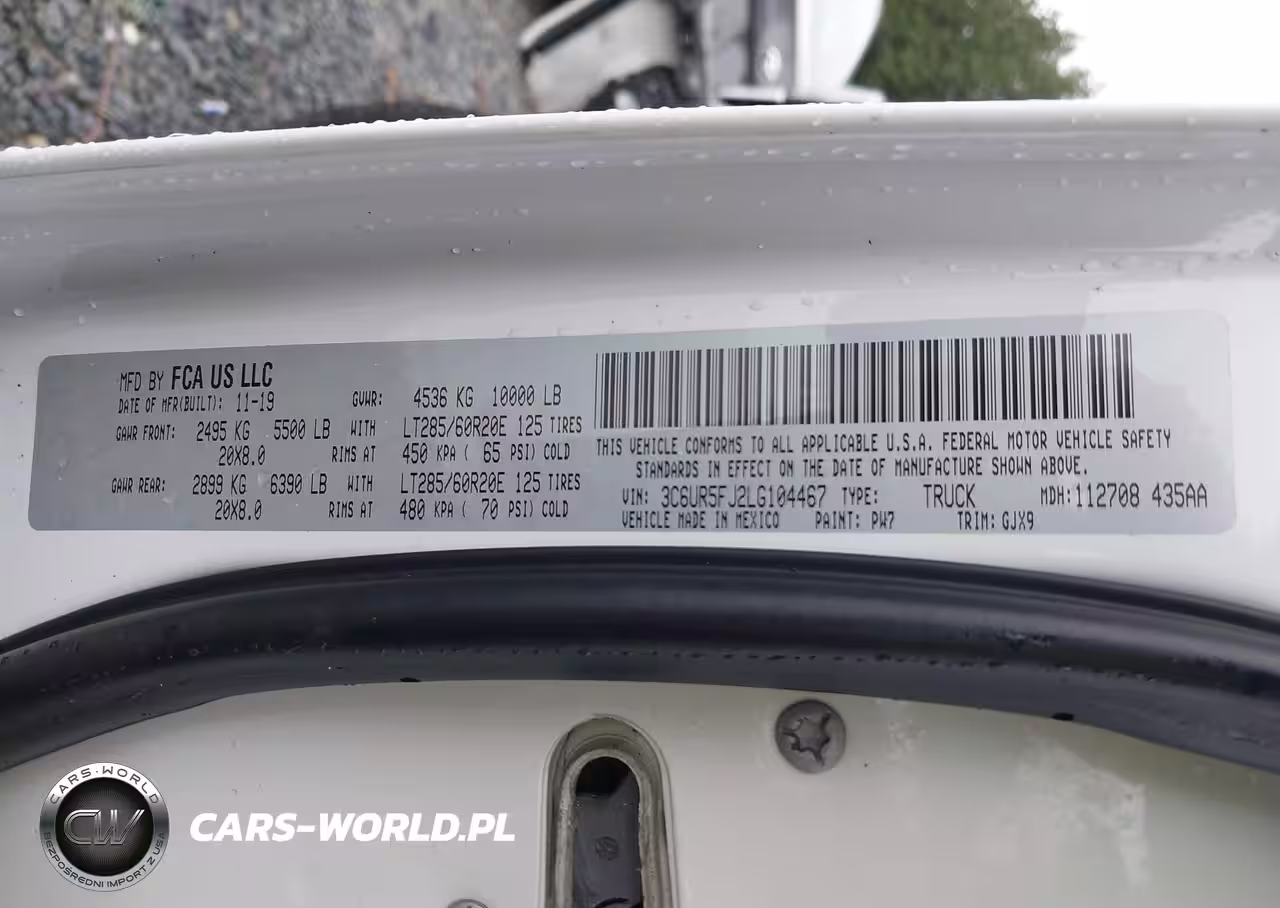 MFD BY FCA US LLC
DATE OF MFR(BUILT): 11-19 GVWR: 4536 KG 10000 LB
GAWR FRONT: 2495 KG 5500 LB WITH LT285/60R20E 125 TIRES
20X8.0 RIMS AT 450 KPA ( 65 PSI) COLD
GAWR REAR: 2899 KG 6390 LB WITH LT285/60R20E 125 TIRES
20X8.0 RIMS AT 480 KPA ( 70 PSI) COLD
THIS VEHICLE CONFORMS TO ALL APPLICABLE U.S.A. FEDERAL MOTOR VEHICLE SAFETY
STANDARDS IN EFFECT ON THE DATE OF MANUFACTURE SHOWN ABOVE.
VIN: 3C6UR5FJ2LG104467 TYPE: TRUCK MDH: 112708 435AA
VEHICLE MADE IN MEXICO PAINT: PW7 TRIM: GJX9
CARS-WORLD
CW
BEZPOŚREDNI IMPORT Z USA
CARS-WORLD.PL